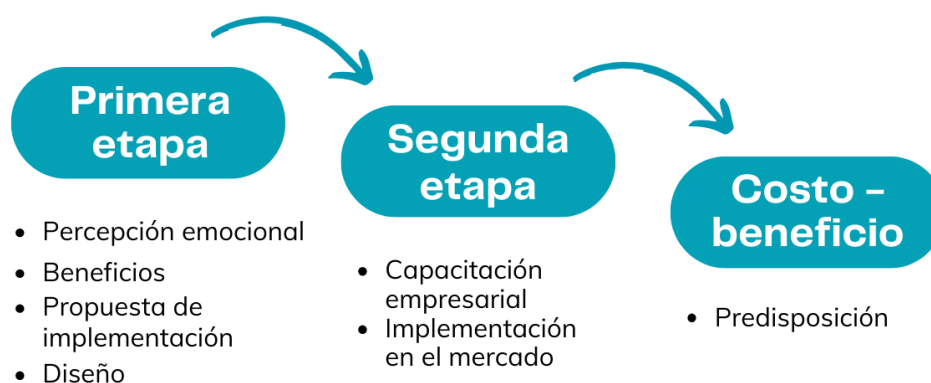 Primera
etapa
Percepción emocional
Beneficios
Propuesta de
implementación
Diseño
Segunda
etapa
Capacitación
empresarial
Implementación
en el mercado
Costo -
beneficio
Predisposición